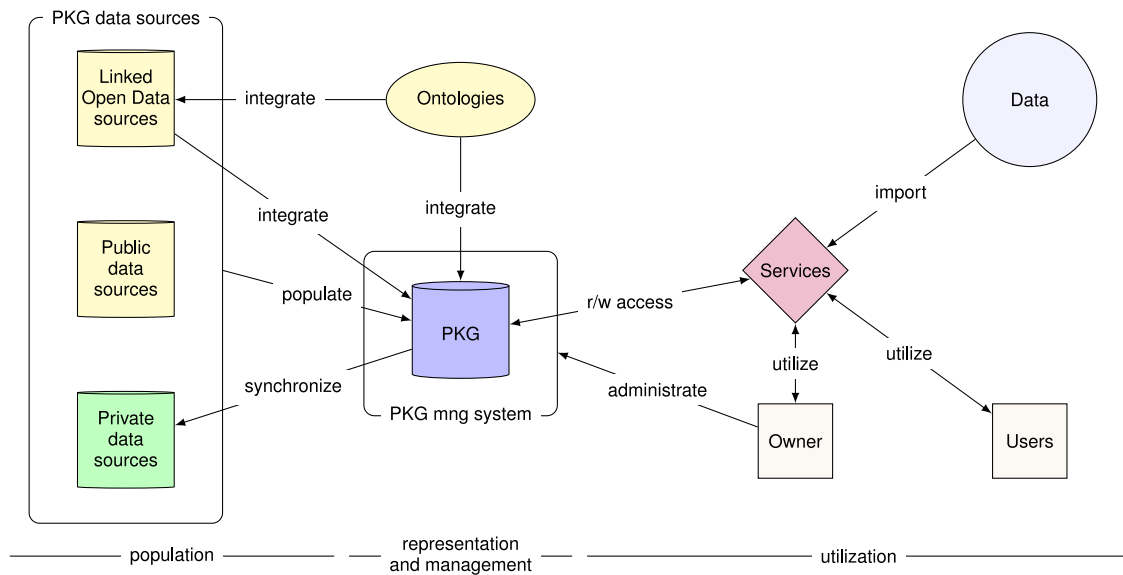 PKG data sources
Linked
Open Data
sources
integrate
Ontologies
Data
import
integrate
integrate
Public
data
sources
Services
populate
r/w access
PKG
utilize
utilize
synchronize
administrate
PKG mng system
Private
data
sources
Owner
Users
population
representation
and management
utilization